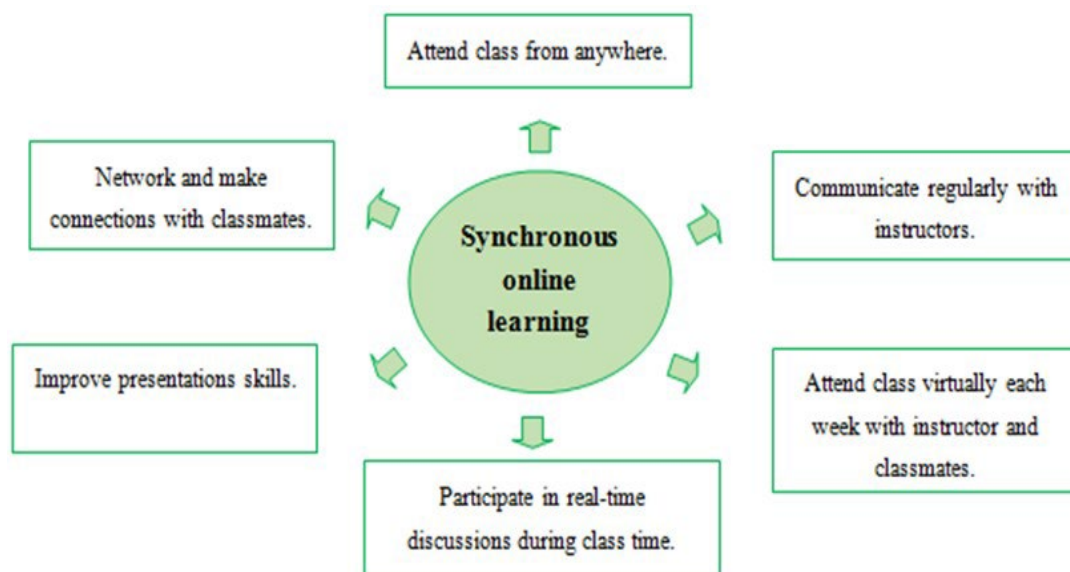 Attend class from anywhere.
Network and make
connections with classmates.
Communicate regularly with
instructors.
Synchronous
online
learning
Improve presentations skills.
Attend class virtually each
week with instructor and
classmates.
Participate in real-time
discussions during class time.